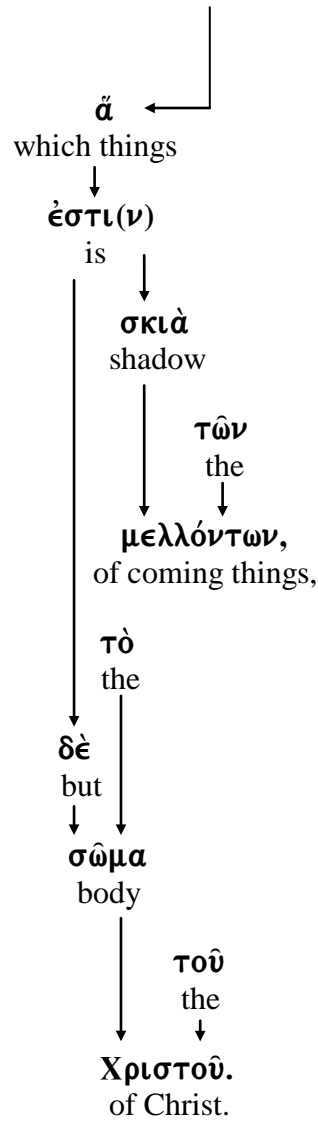 ἅ
which things
ἐστι(ν)
is
σκιὰ
shadow
τῶν
the
μελλόντων,
of coming things,
τὸ
the
δὲ
but
σῶμα
body
τοῦ
the
Χριστοῦ.
of Christ.